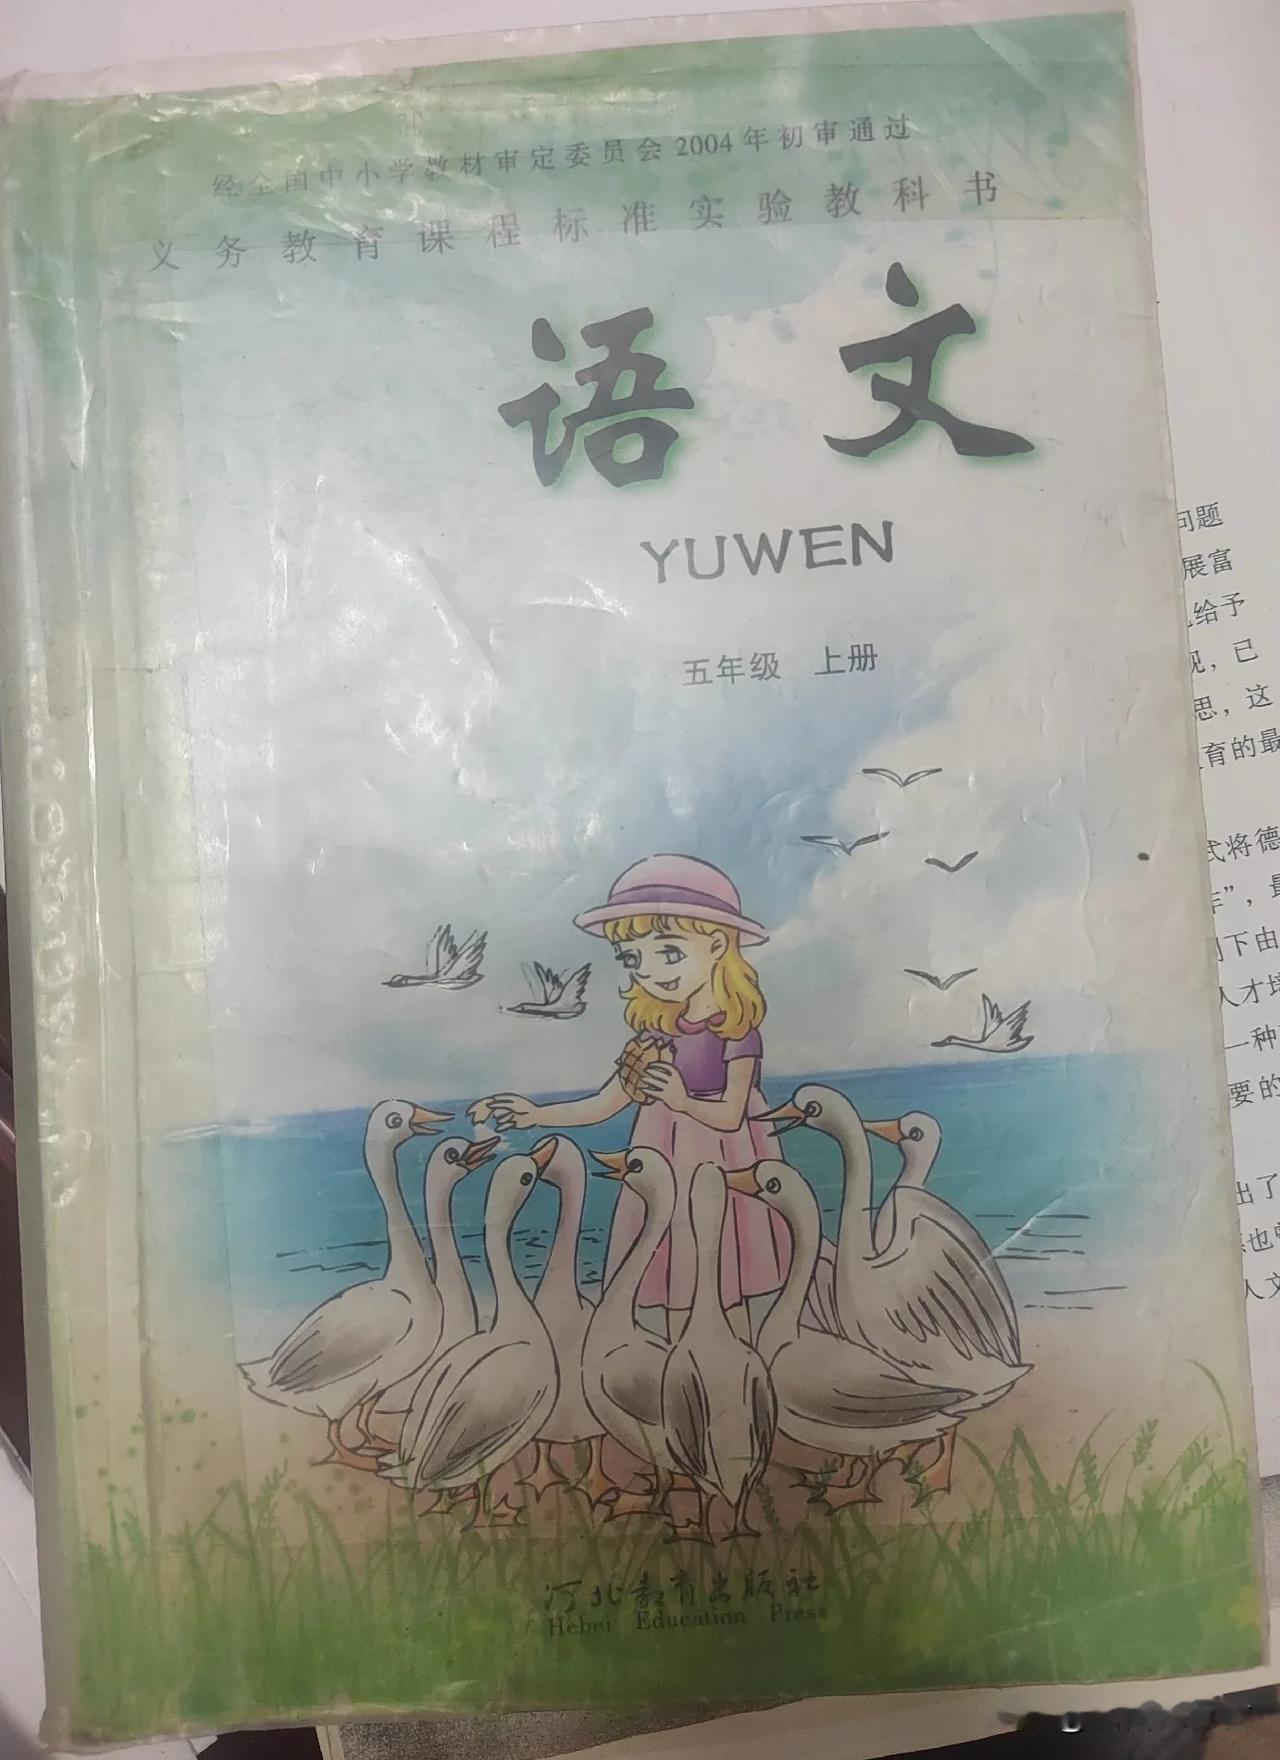 经全国中小学教材审定委员会2004年初审通过
义务教育课程标准实验教科书
语文
YUWEN
五年级 上册
河北教育出版社
Hebei Education Press
问题
展富
给予
观，已
思，这
育的最
式将德
作”，最
下由
人才培
一种
要的
出了
也
人文